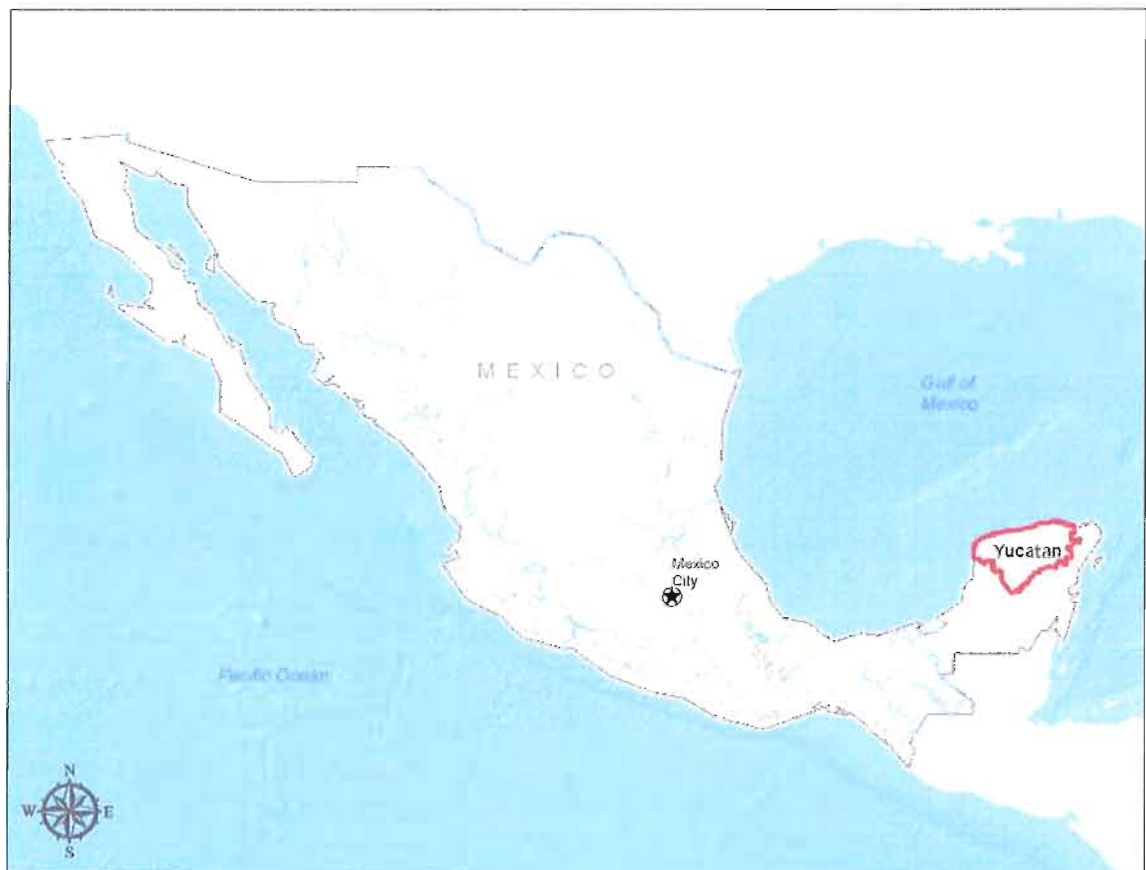 MEXICO
Gulf of
Mexico
Yucatan
Mexico
City
Pacific Ocean
N
W
E
S